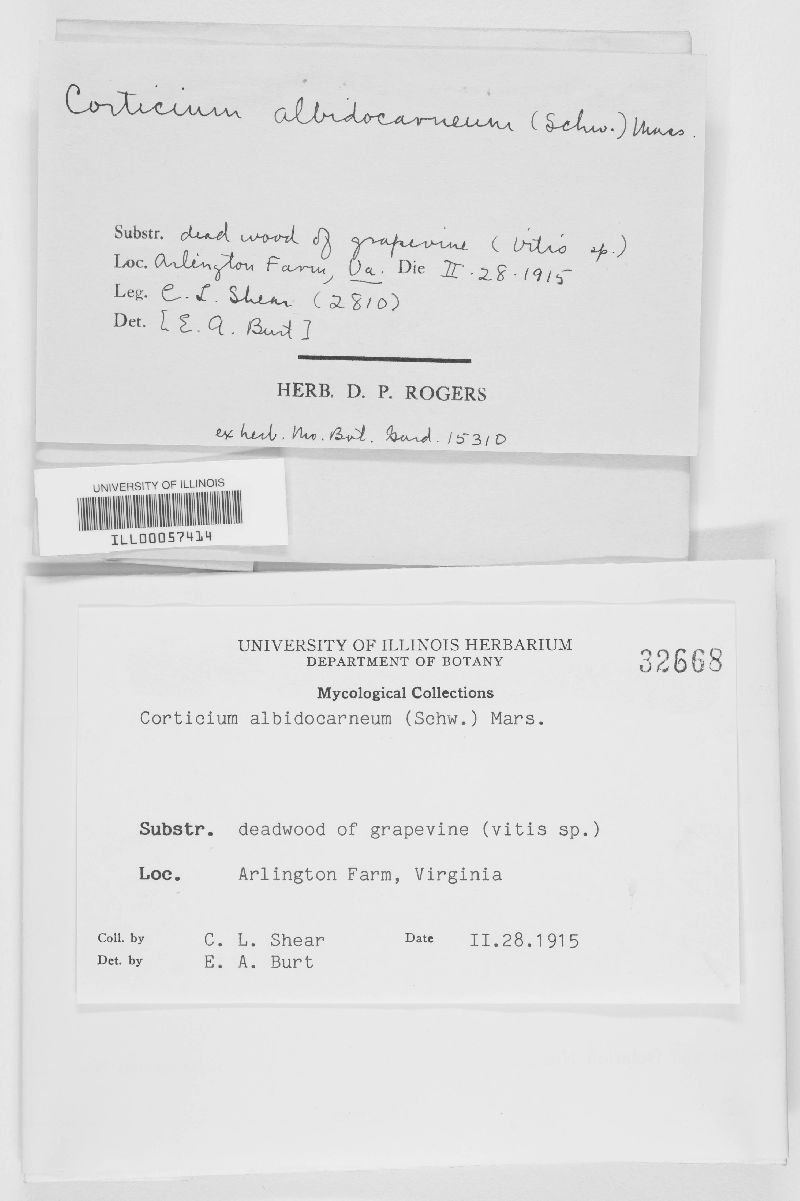 Corticium albidocarneum (Schw.) Mass.
Substr. dead wood of grapevine (Vitis sp.)
Loc. Arlington Farm, Va. Die II.28.1915
Leg. C. L. Shear (2810)
Det. [E. A. Burt]
HERB. D. P. ROGERS
ex herb. Mo. Bot. Gard. 15310
UNIVERSITY OF ILLINOIS
ILL00057414
UNIVERSITY OF ILLINOIS HERBARIUM
DEPARTMENT OF BOTANY
32668
Mycological Collections
Corticium albidocarneum (Schw.) Mars.
Substr. deadwood of grapevine (vitis sp.)
Loc. Arlington Farm, Virginia
Coll. by C. L. Shear Date II.28.1915
Det. by E. A. Burt